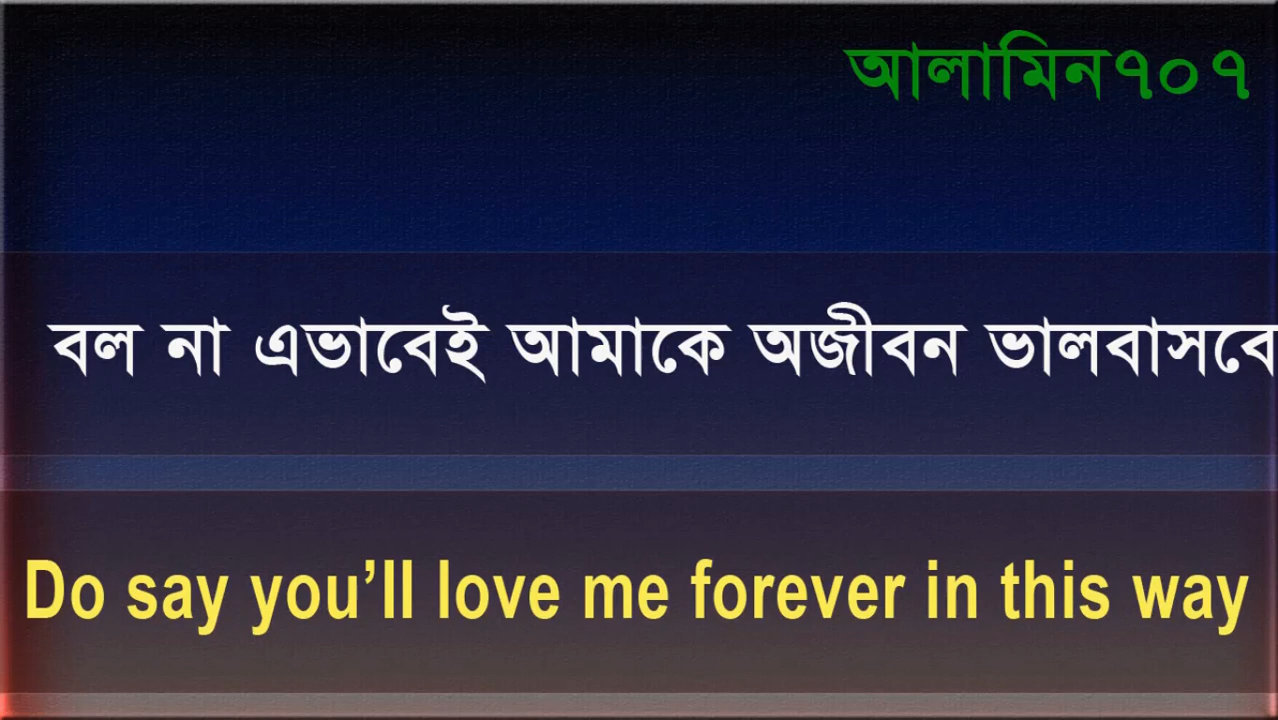 আলামিন৭০৭
বল না এভাবেই আমাকে অজীবন ভালবাসবে
Do say you’ll love me forever in this way